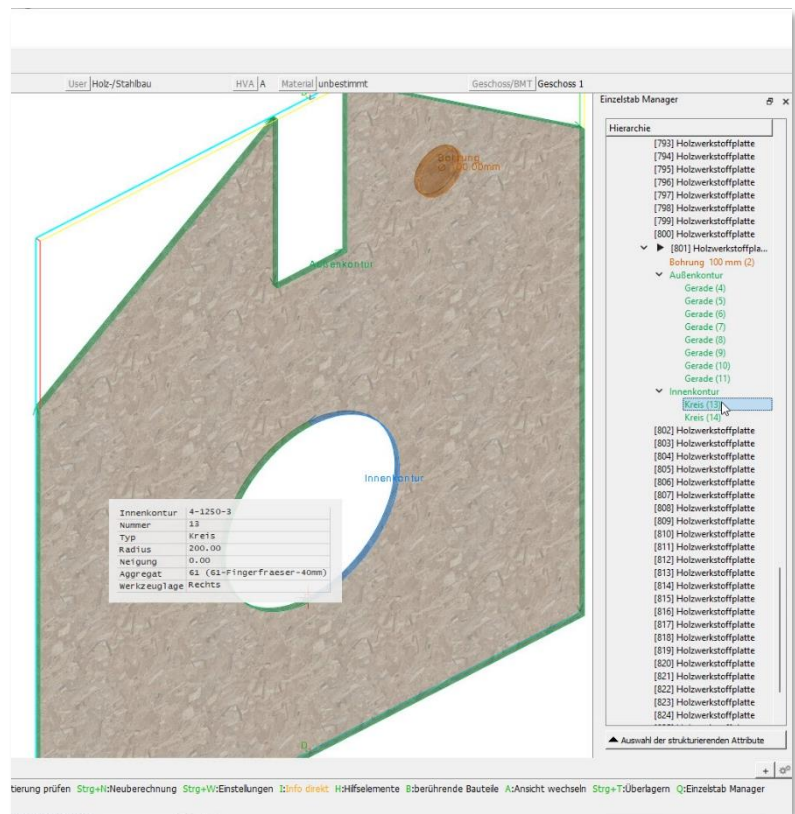 User Holz-/Stahlbau HVA A Material unbestimmt Geschoss/BMT Geschoss 1
Einzelstab Manager
Hierarchie
[793] Holzwerkstoffplatte
[794] Holzwerkstoffplatte
[795] Holzwerkstoffplatte
[796] Holzwerkstoffplatte
[797] Holzwerkstoffplatte
[798] Holzwerkstoffplatte
[799] Holzwerkstoffplatte
[800] Holzwerkstoffplatte
[801] Holzwerkstoffpla...
Bohrung 100 mm (2)
Außenkontur
Gerade (4)
Gerade (5)
Gerade (6)
Gerade (7)
Gerade (8)
Gerade (9)
Gerade (10)
Gerade (11)
Innenkontur
Kreis (13)
Kreis (14)
[802] Holzwerkstoffplatte
[803] Holzwerkstoffplatte
[804] Holzwerkstoffplatte
[805] Holzwerkstoffplatte
[806] Holzwerkstoffplatte
[807] Holzwerkstoffplatte
[808] Holzwerkstoffplatte
[809] Holzwerkstoffplatte
[810] Holzwerkstoffplatte
[811] Holzwerkstoffplatte
[812] Holzwerkstoffplatte
[813] Holzwerkstoffplatte
[814] Holzwerkstoffplatte
[815] Holzwerkstoffplatte
[816] Holzwerkstoffplatte
[817] Holzwerkstoffplatte
[818] Holzwerkstoffplatte
[819] Holzwerkstoffplatte
[820] Holzwerkstoffplatte
[821] Holzwerkstoffplatte
[822] Holzwerkstoffplatte
[823] Holzwerkstoffplatte
[824] Holzwerkstoffplatte
Auswahl der strukturierenden Attribute
Bohrung
Außenkontur
Innenkontur
Innenkontur 4-1250-3
Nummer 13
Typ Kreis
Radius 200.00
Neigung 0.00
Aggregat 61 (61-Fingerfraeser-40mm)
Werkzeuglage Rechts
tierung prüfen Strg+N:Neuberechnung Strg+W:Einstellungen I:Info direkt H:Hilfselemente B:berührende Bauteile A:Ansicht wechseln Strg+T:Überlagern Q:Einzelstab Manager